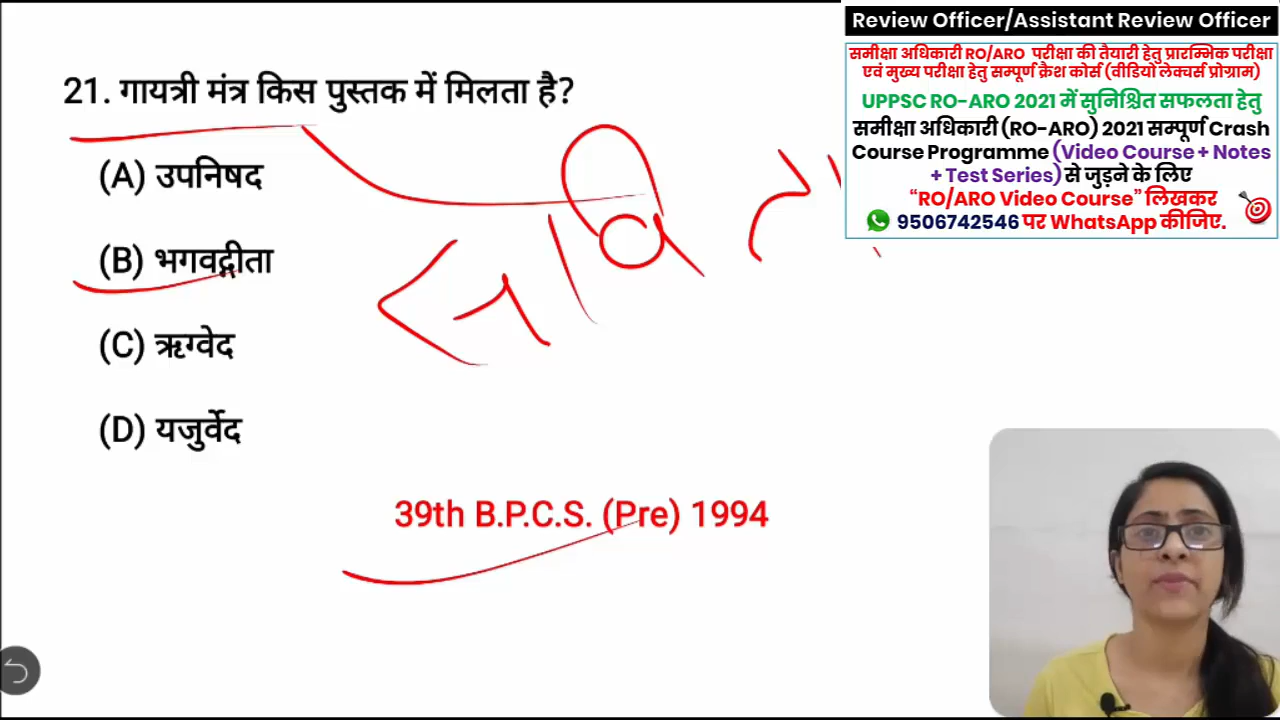 Review Officer/Assistant Review Officer
समीक्षा अधिकारी RO/ARO परीक्षा की तैयारी हेतु प्रारम्भिक परीक्षा
एवं मुख्य परीक्षा हेतु सम्पूर्ण क्रैश कोर्स (वीडियो लेक्चर्स प्रोग्राम)
UPPSC RO-ARO 2021 में सुनिश्चित सफलता हेतु
समीक्षा अधिकारी (RO-ARO) 2021 सम्पूर्ण Crash
Course Programme (Video Course + Notes
+ Test Series) से जुड़ने के लिए
“RO/ARO Video Course” लिखकर
9506742546 पर WhatsApp कीजिए.
21. गायत्री मंत्र किस पुस्तक में मिलता है?
(A) उपनिषद
(B) भगवद्गीता
(C) ऋग्वेद
(D) यजुर्वेद
39th B.P.C.S. (Pre) 1994